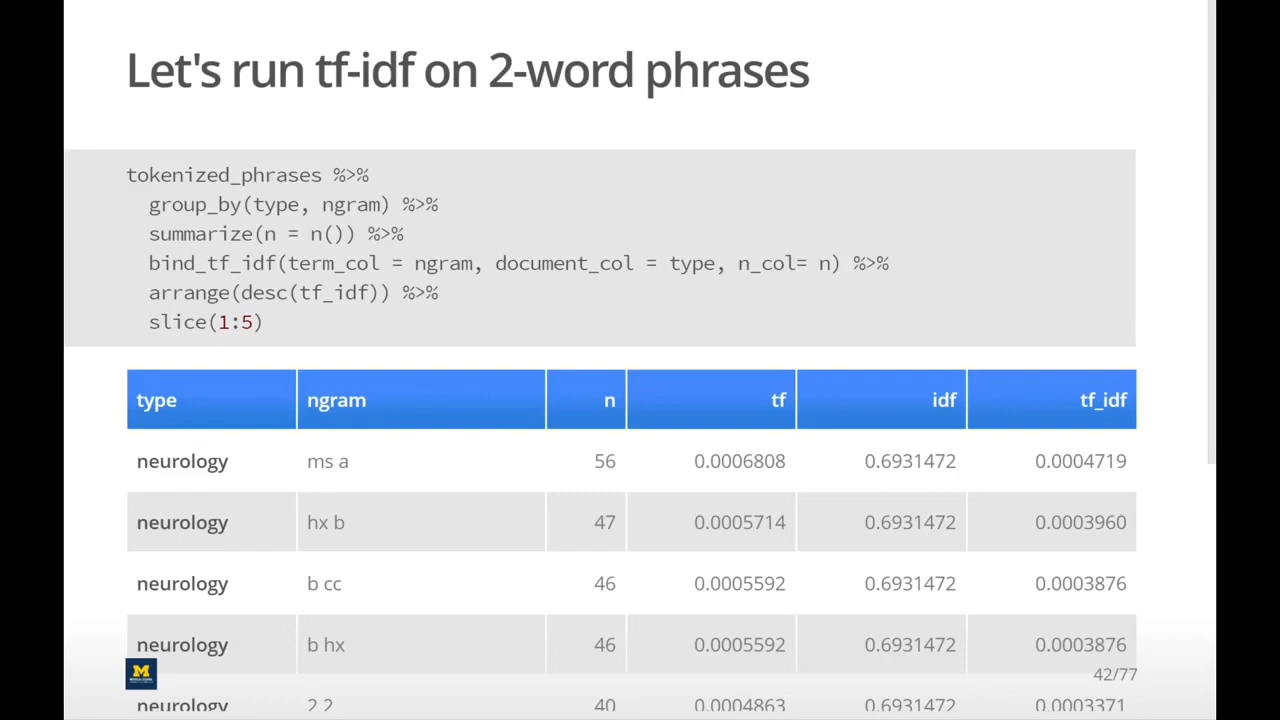 Let's run tf-idf on 2-word phrases
tokenized_phrases %>%
group_by(type, ngram) %>%
summarize(n = n()) %>%
bind_tf_idf(term_col = ngram, document_col = type, n_col= n) %>%
arrange(desc(tf_idf)) %>%
slice(1:5)
type ngram n tf idf tf_idf
neurology ms a 56 0.0006808 0.6931472 0.0004719
neurology hx b 47 0.0005714 0.6931472 0.0003960
neurology b cc 46 0.0005592 0.6931472 0.0003876
neurology b hx 46 0.0005592 0.6931472 0.0003876
42/77
neurology 2 2 40 0.0004863 0.6931472 0.0003371